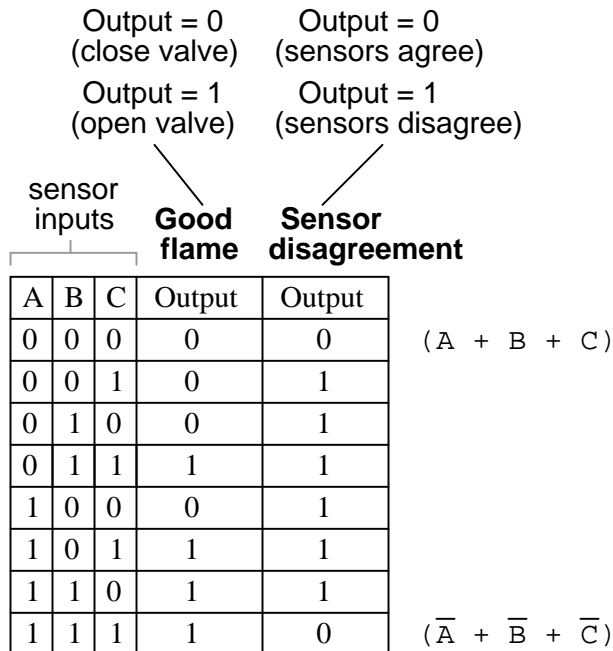 Output = 0 Output = 0
(close valve) (sensors agree)
Output = 1 Output = 1
(open valve) (sensors disagree)
sensor
inputs Good Sensor
flame disagreement
A B C Output Output
0 0 0 0 0 (A + B + C)
0 0 1 0 1
0 1 0 0 1
0 1 1 1 1
1 0 0 0 1
1 0 1 1 1
1 1 0 1 1
1 1 1 1 0 (A̅ + B̅ + C̅)